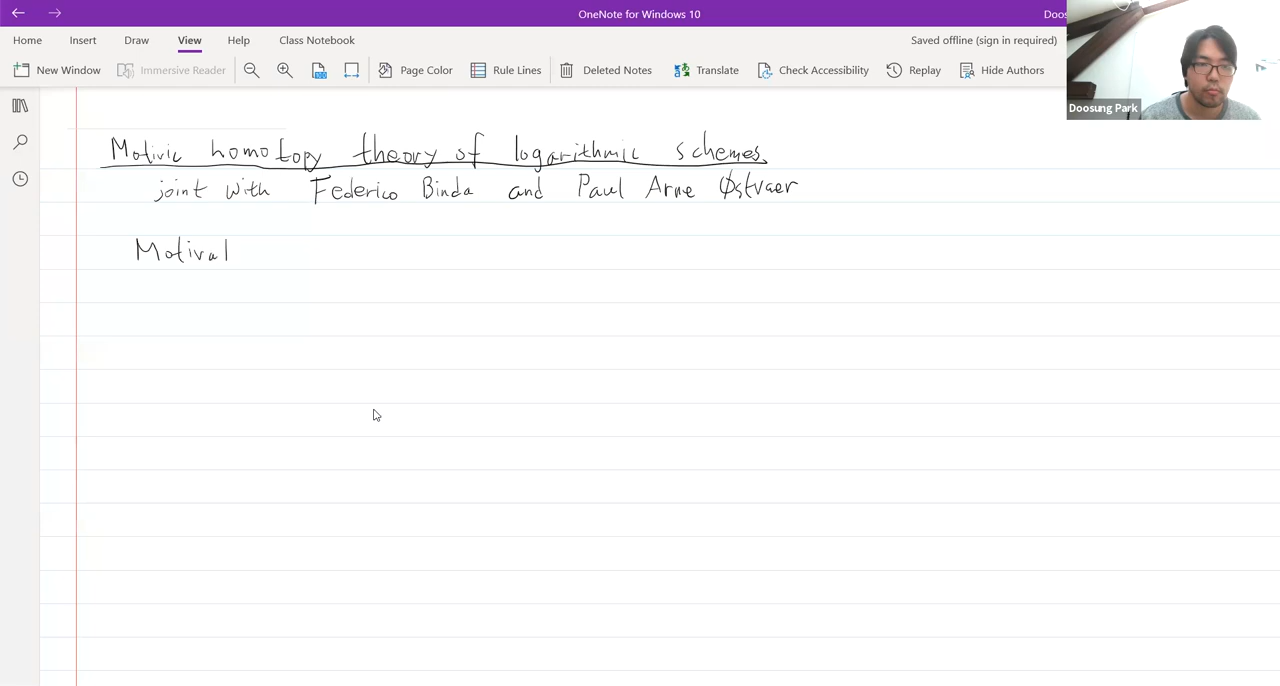 OneNote for Windows 10
Doos
Home Insert Draw View Help Class Notebook
Saved offline (sign in required)
New Window Immersive Reader Page Color Rule Lines Deleted Notes Translate Check Accessibility Replay Hide Authors
Doosung Park
Motivic homotopy theory of logarithmic schemes.
joint with Federico Binda and Paul Arne Østvaer
Motival